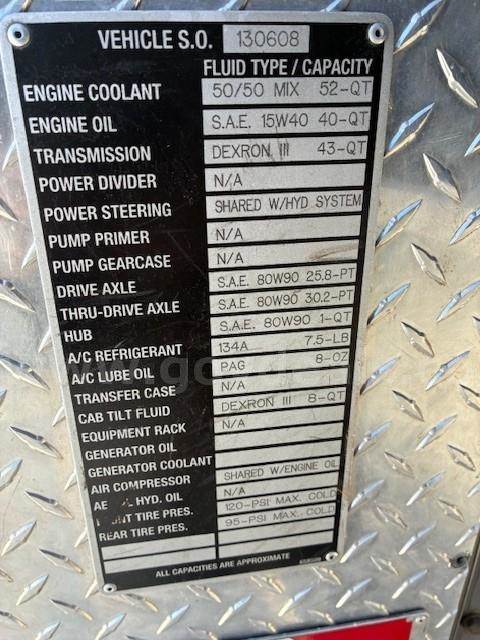 VEHICLE S.O. 130608
FLUID TYPE / CAPACITY
ENGINE COOLANT 50/50 MIX 52-QT
ENGINE OIL S.A.E. 15W40 40-QT
TRANSMISSION DEXRON III 43-QT
POWER DIVIDER N/A
POWER STEERING SHARED W/HYD SYSTEM
PUMP PRIMER N/A
PUMP GEARCASE N/A
DRIVE AXLE S.A.E. 80W90 25.8-PT
THRU-DRIVE AXLE S.A.E. 80W90 30.2-PT
HUB S.A.E. 80W90 1-QT
A/C REFRIGERANT 134A 7.5-LB
A/C LUBE OIL PAG 8-OZ
TRANSFER CASE N/A
CAB TILT FLUID DEXRON III 8-QT
EQUIPMENT RACK N/A
GENERATOR OIL
GENERATOR COOLANT
AIR COMPRESSOR SHARED W/ENGINE OIL
HYD. OIL N/A
TIRE PRES. 120-PSI MAX. COLD
REAR TIRE PRES. 95-PSI MAX. COLD
ALL CAPACITIES ARE APPROXIMATE